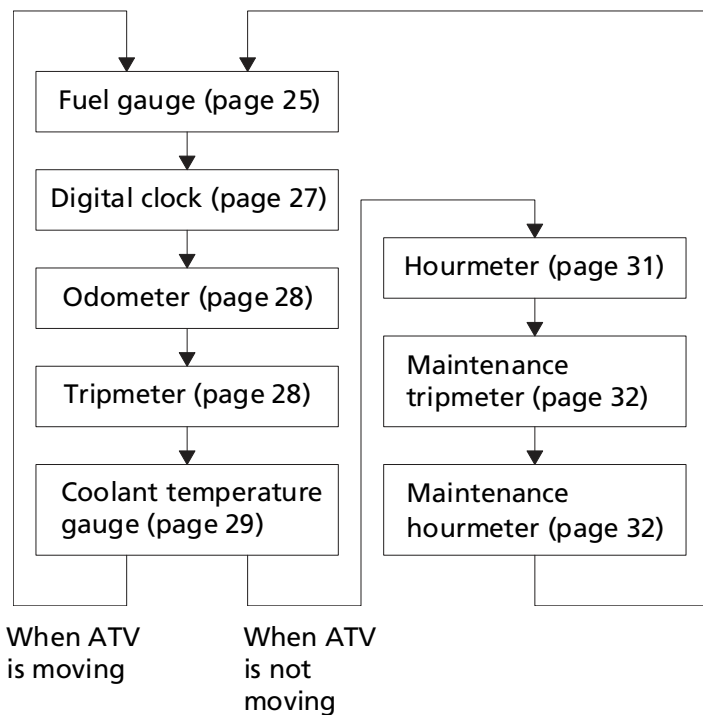 Fuel gauge (page 25)
Digital clock (page 27)
Odometer (page 28)
Tripmeter (page 28)
Coolant temperature
gauge (page 29)
When ATV
is moving
When ATV
is not
moving
Hourmeter (page 31)
Maintenance
tripmeter (page 32)
Maintenance
hourmeter (page 32)